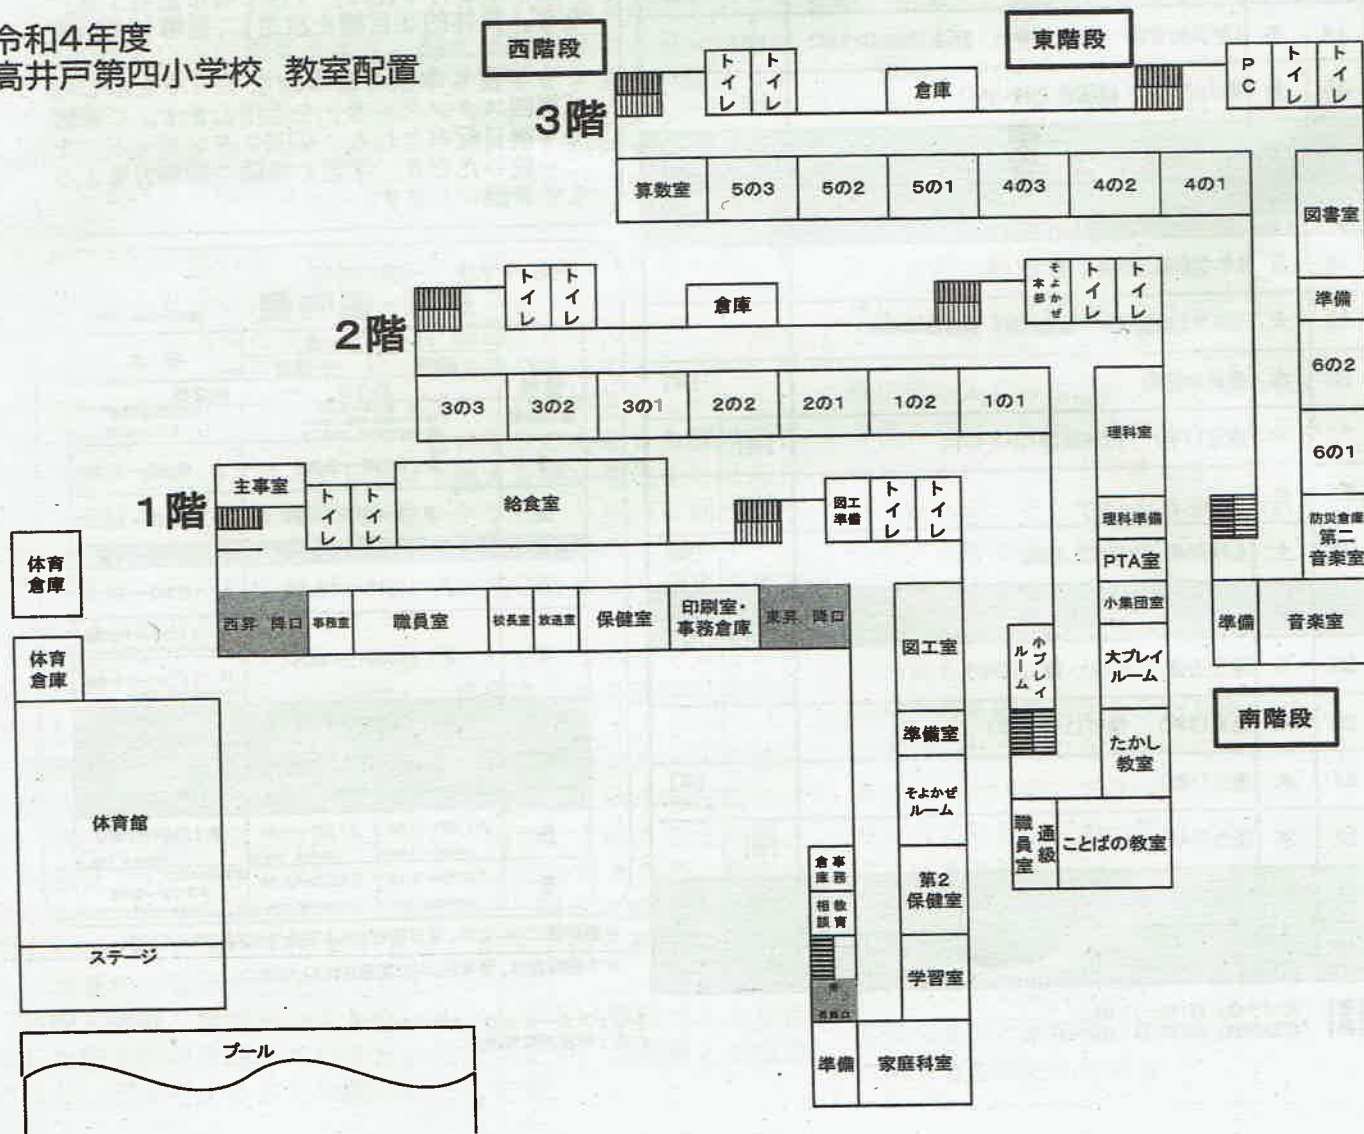 令和4年度
高井戸第四小学校 教室配置
西階段
東階段
3階
トイレ
トイレ
倉庫
PC
トイレ
トイレ
算数室
5の3
5の2
5の1
4の3
4の2
4の1
図書室
準備
6の2
6の1
防災倉庫
第二
音楽室
準備
音楽室
南階段
2階
トイレ
トイレ
倉庫
そよかぜ
本部
トイレ
トイレ
3の3
3の2
3の1
2の2
2の1
1の2
1の1
理科室
理科準備
PTA室
小集団室
小プレイ
ルーム
大プレイ
ルーム
たかし
教室
通級
職員室
ことばの教室
1階
主事室
トイレ
トイレ
給食室
図工
準備
トイレ
トイレ
西昇 降口
事務室
職員室
校長室
放送室
保健室
印刷室・
事務倉庫
東昇 降口
図工室
準備室
そよかぜ
ルーム
事務
倉庫
教育
相談
第2
保健室
学習室
準備
家庭科室
体育
倉庫
体育
倉庫
体育館
ステージ
プール